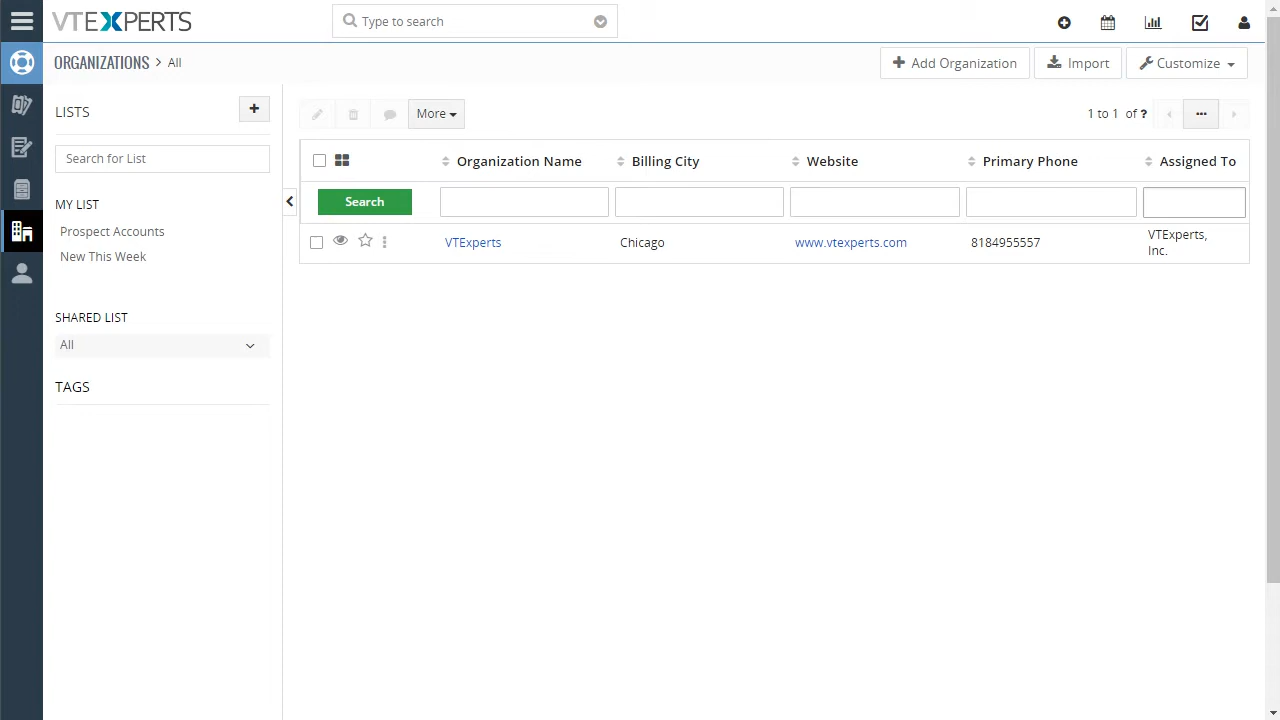 VTEXPERTS
Type to search
ORGANIZATIONS > All
Add Organization
Import
Customize
LISTS
+
Search for List
MY LIST
Prospect Accounts
New This Week
SHARED LIST
All
TAGS
More
1 to 1 of ?
...
Organization Name
Billing City
Website
Primary Phone
Assigned To
Search
VTExperts
Chicago
www.vtexperts.com
8184955557
VTExperts,
Inc.